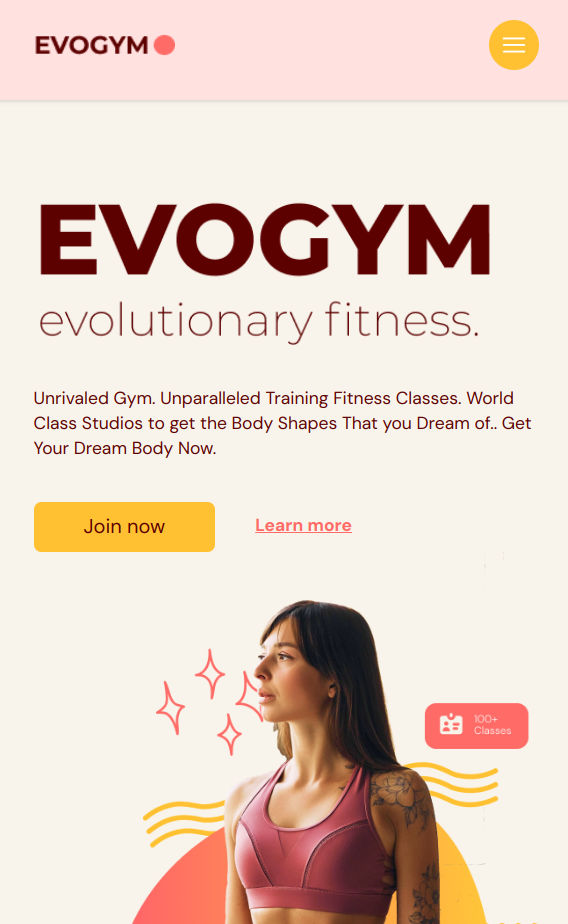 EVOGYM
EVOGYM
evolutionary fitness.
Unrivaled Gym. Unparalleled Training Fitness Classes. World
Class Studios to get the Body Shapes That you Dream of.. Get
Your Dream Body Now.
Join now
Learn more
100+
Classes